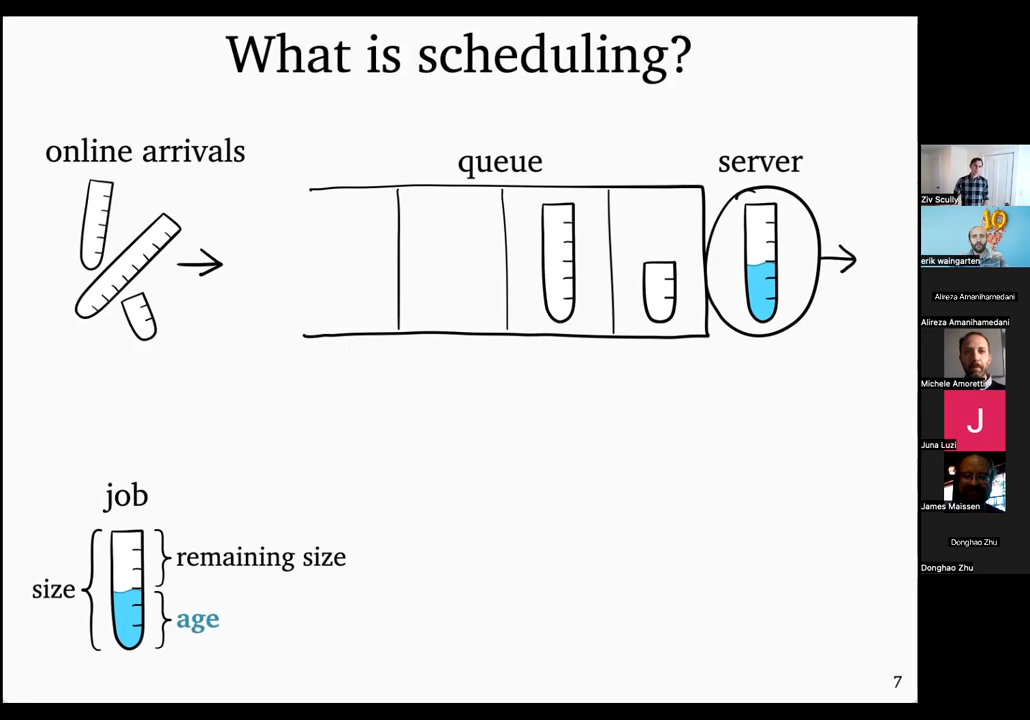 What is scheduling?
online arrivals
queue
server
job
size
remaining size
age
7
Ziv Scully
10
erik waingarten
Alireza Amanihamedani
Alireza Amanihamedani
Michele Amoretti
J
Juna Luzi
James Maissen
Donghao Zhu
Donghao Zhu